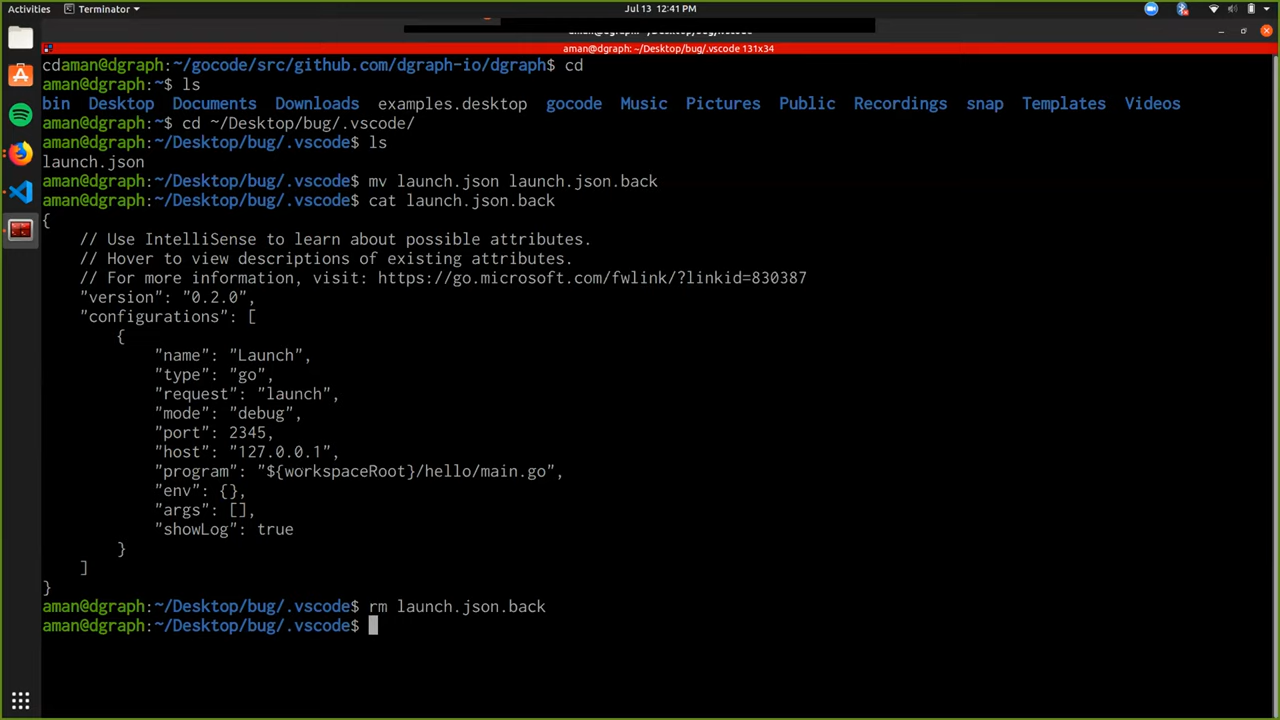 Activities Terminator Jul 13 12:41 PM
aman@dgraph: ~/Desktop/bug/.vscode 131x34
cdaman@dgraph:~/gocode/src/github.com/dgraph-io/dgraph$ cd
aman@dgraph:~$ ls
bin Desktop Documents Downloads examples.desktop gocode Music Pictures Public Recordings snap Templates Videos
aman@dgraph:~$ cd ~/Desktop/bug/.vscode/
aman@dgraph:~/Desktop/bug/.vscode$ ls
launch.json
aman@dgraph:~/Desktop/bug/.vscode$ mv launch.json launch.json.back
aman@dgraph:~/Desktop/bug/.vscode$ cat launch.json.back
{
    // Use IntelliSense to learn about possible attributes.
    // Hover to view descriptions of existing attributes.
    // For more information, visit: https://go.microsoft.com/fwlink/?linkid=830387
    "version": "0.2.0",
    "configurations": [
        {
            "name": "Launch",
            "type": "go",
            "request": "launch",
            "mode": "debug",
            "port": 2345,
            "host": "127.0.0.1",
            "program": "${workspaceRoot}/hello/main.go",
            "env": {},
            "args": [],
            "showLog": true
        }
    ]
}
aman@dgraph:~/Desktop/bug/.vscode$ rm launch.json.back
aman@dgraph:~/Desktop/bug/.vscode$